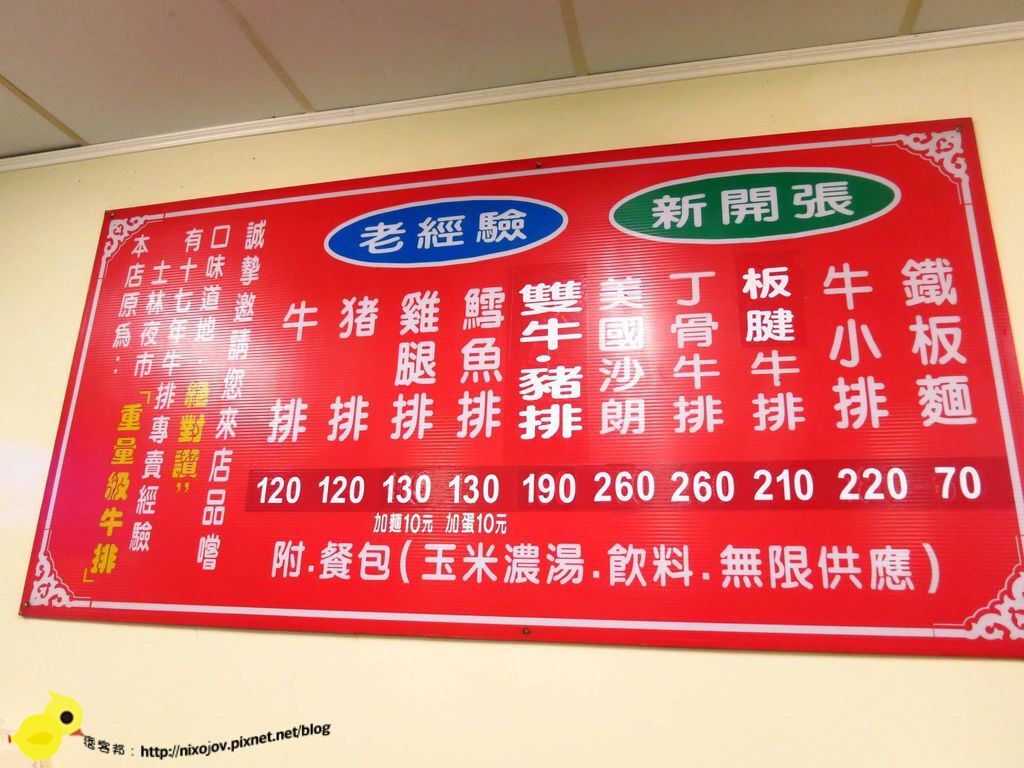 老經驗
新開張
本店原為:「重量級牛排」
士林夜市
有十七年牛排專賣經驗
口味道地.絕對讚"
誠摯邀請您來店品嚐
牛排 120
猪排 120
雞腿排 130
鱈魚排 130
雙牛.豬排 190
美國沙朗 260
丁骨牛排 260
板腱牛排 210
牛小排 220
鐵板麵 70
加麵10元 加蛋10元
附.餐包(玉米濃湯.飲料.無限供應)
痞客邦:http://nixojov.pixnet.net/blog